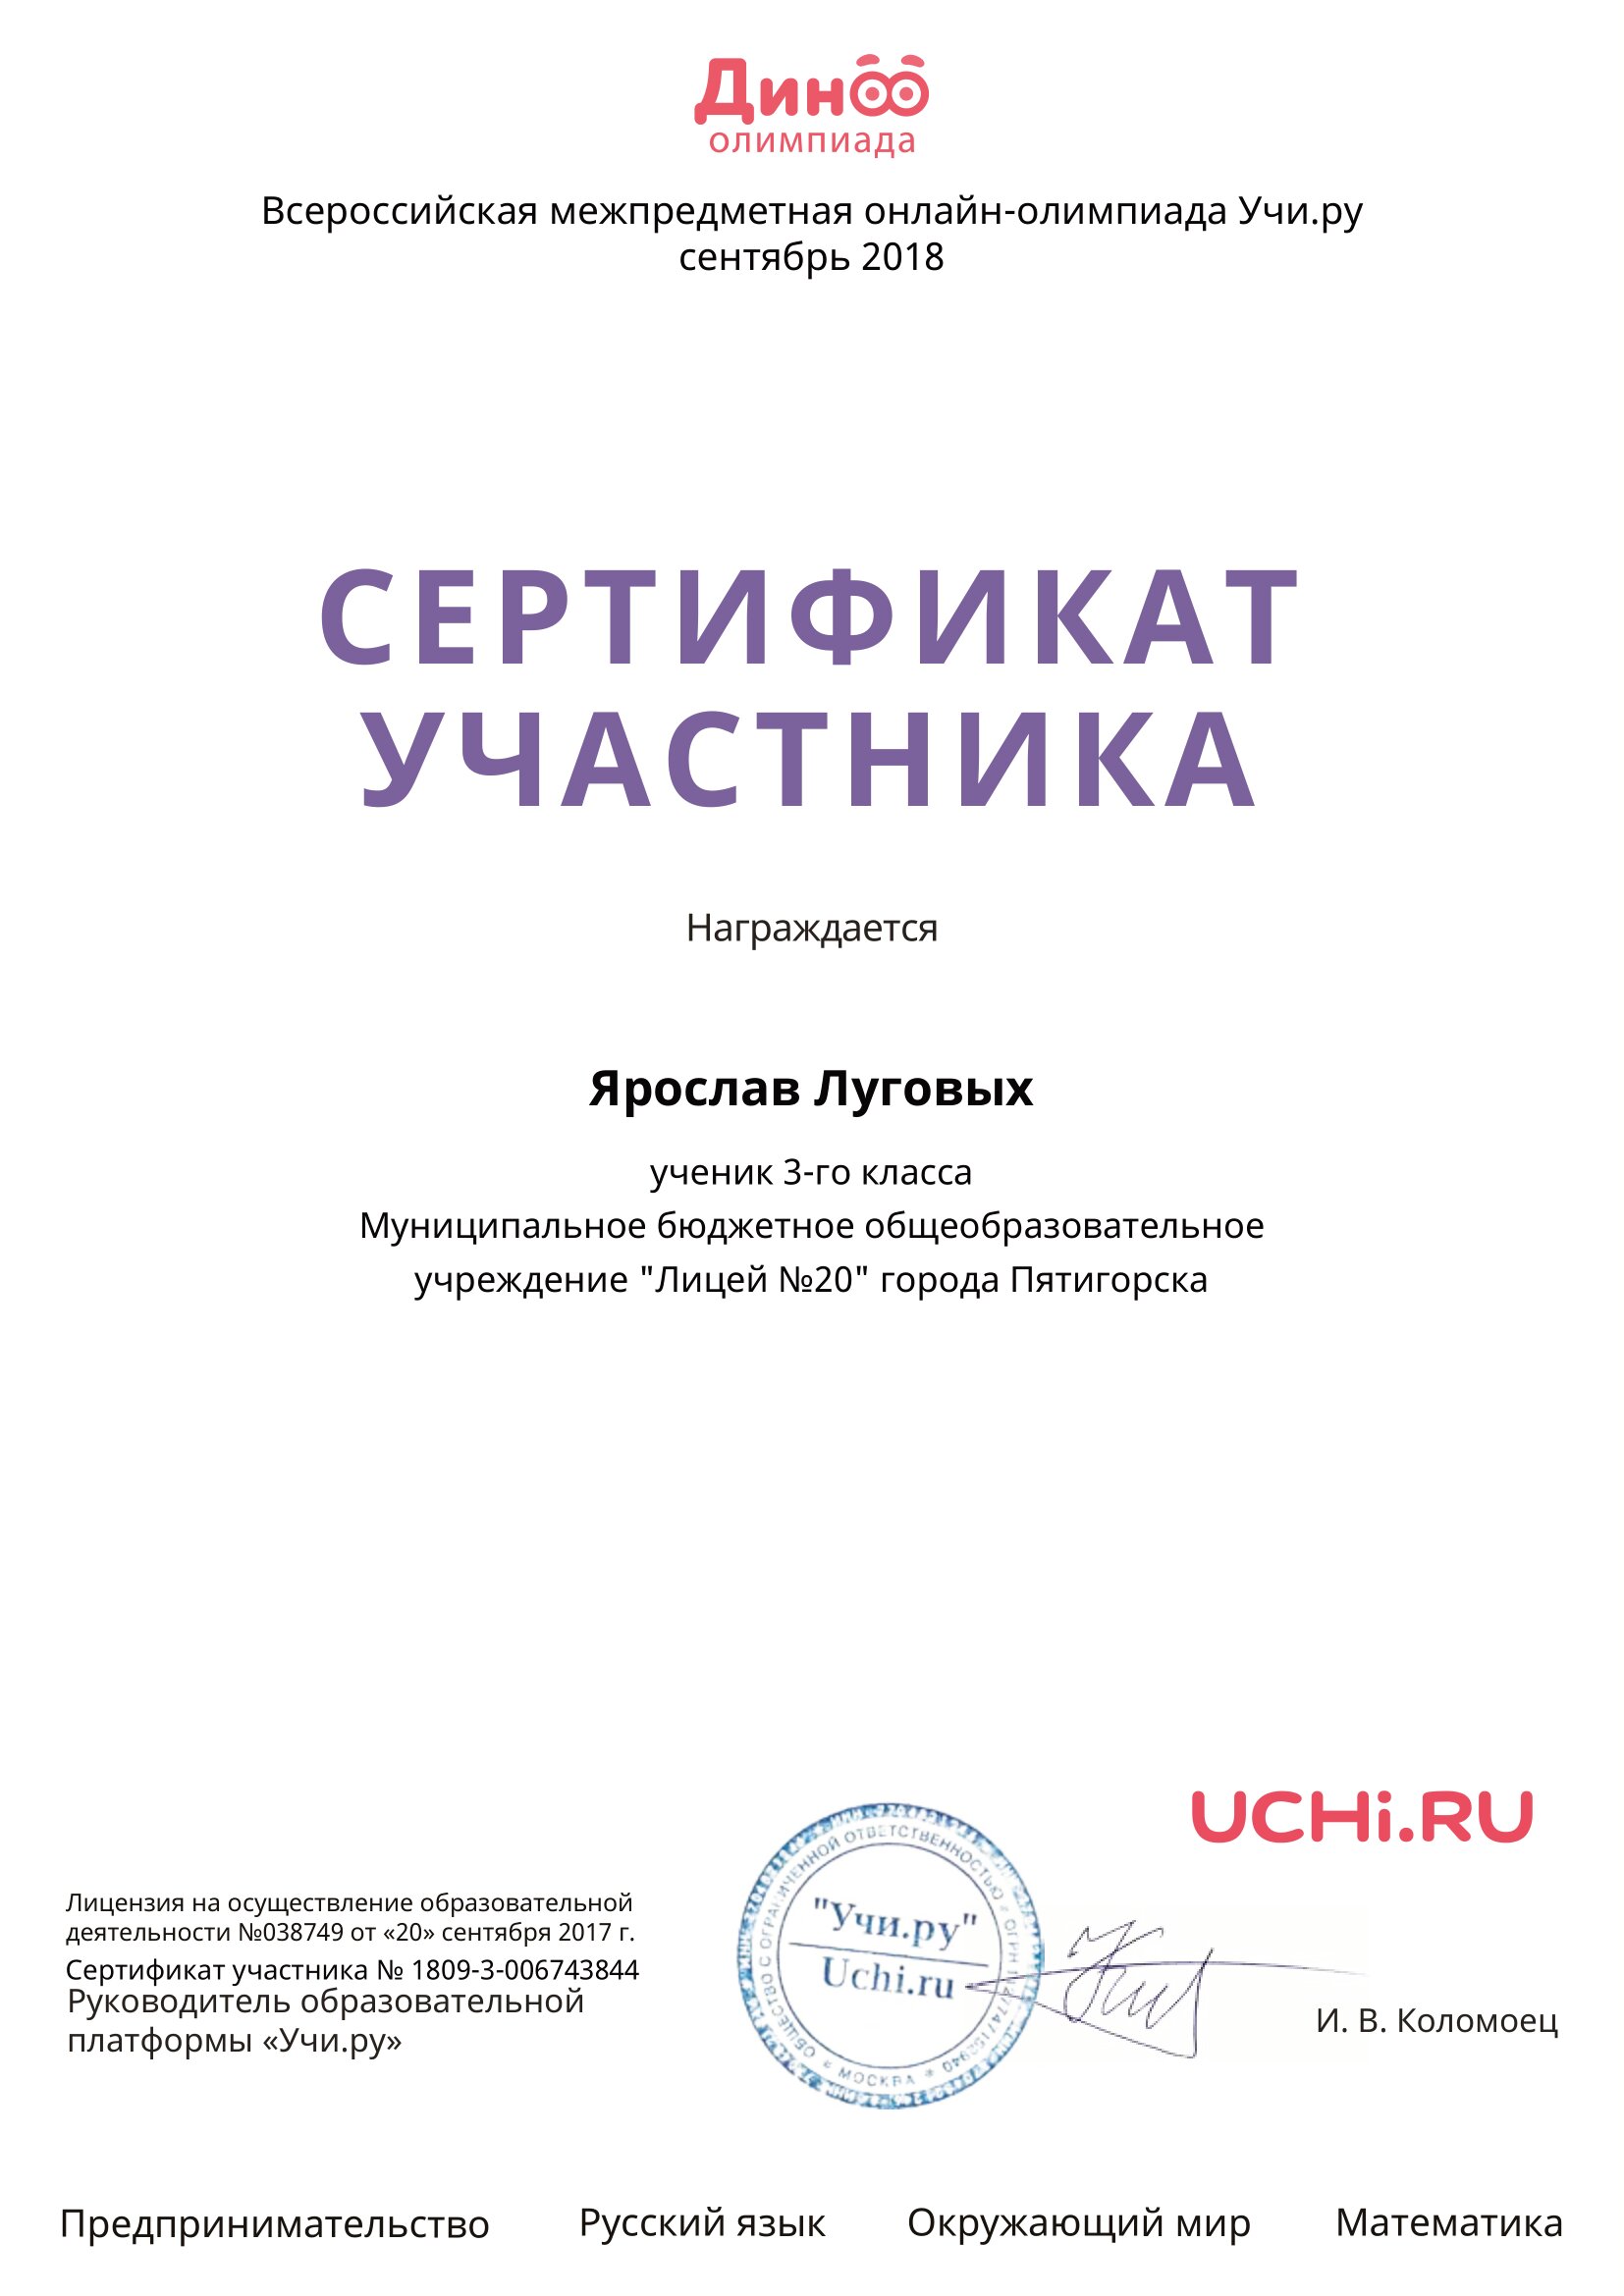 Дино
олимпиада
Всероссийская межпредметная онлайн-олимпиада Учи.ру
сентябрь 2018
СЕРТИФИКАТ
УЧАСТНИКА
Награждается
Ярослав Луговых
ученик 3-го класса
Муниципальное бюджетное общеобразовательное
учреждение "Лицей №20" города Пятигорска
UCHi.RU
Лицензия на осуществление образовательной
деятельности №038749 от «20» сентября 2017 г.
Сертификат участника № 1809-3-006743844
Руководитель образовательной
платформы «Учи.ру»
ОБЩЕСТВО С ОГРАНИЧЕННОЙ ОТВЕТСТВЕННОСТЬЮ
МОСКВА
"Учи.ру"
Uchi.ru
И. В. Коломоец
Предпринимательство Русский язык Окружающий мир Математика